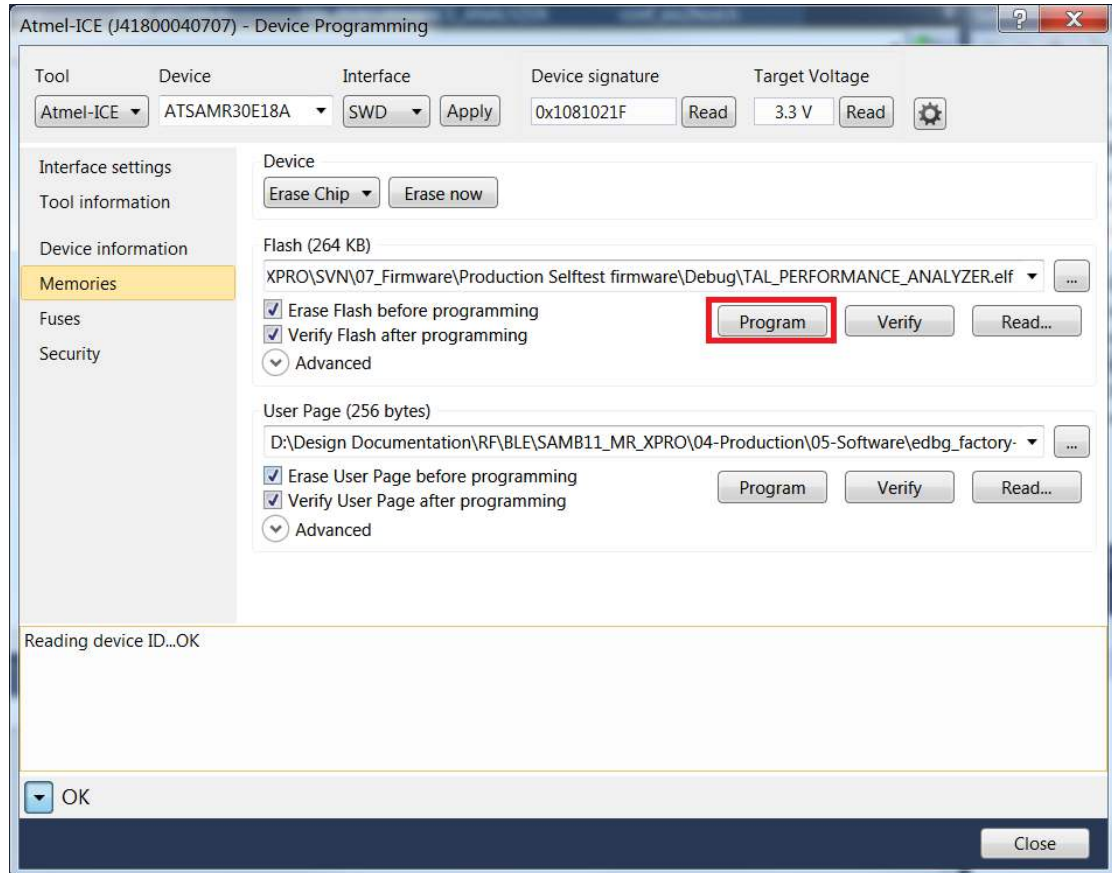 Atmel-ICE (J41800040707) - Device Programming
Tool Device Interface Device signature Target Voltage
Atmel-ICE ATSAMR30E18A SWD Apply 0x1081021F Read 3.3 V Read
Interface settings
Tool information
Device information
Memories
Fuses
Security
Device
Erase Chip Erase now
Flash (264 KB)
XPRO\SVN\07_Firmware\Production Selftest firmware\Debug\TAL_PERFORMANCE_ANALYZER.elf ...
Erase Flash before programming
Verify Flash after programming
Program Verify Read...
Advanced
User Page (256 bytes)
D:\Design Documentation\RF\BLE\SAMB11_MR_XPRO\04-Production\05-Software\edbg_factory- ...
Erase User Page before programming
Verify User Page after programming
Program Verify Read...
Advanced
Reading device ID...OK
OK
Close